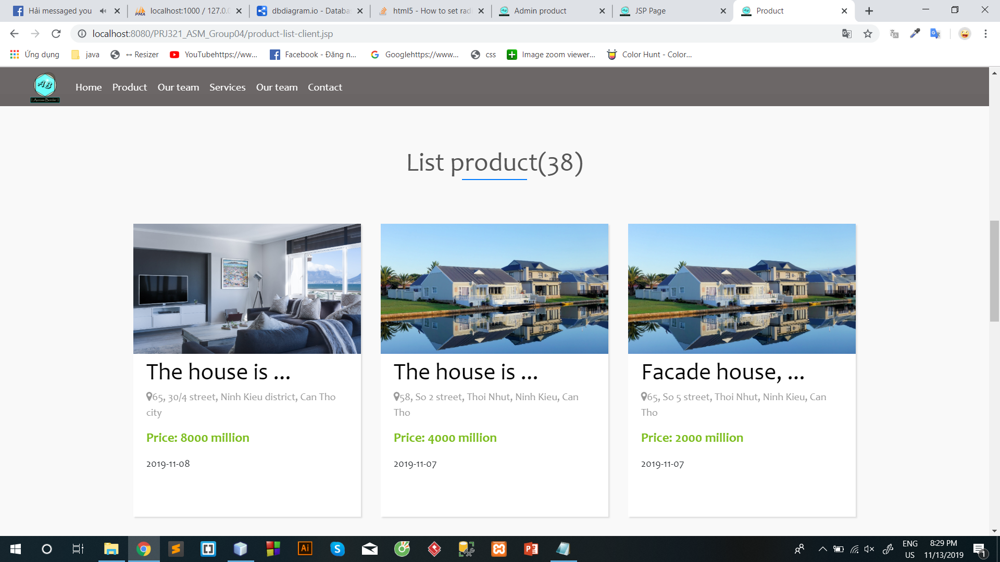 Hải messaged you
localhost:1000 / 127.0.0
dbdiagram.io - Databa
html5 - How to set rad
Admin product
JSP Page
Product
localhost:8080/PRJ321_ASM_Group04/product-list-client.jsp
Ứng dụng
java
↔ Resizer
YouTubehttps://ww...
Facebook - Đăng n...
Googlehttps://www...
css
Image zoom viewer...
Color Hunt - Color...
AB
| Across Border |
Home
Product
Our team
Services
Our team
Contact
List product(38)
The house is ...
65, 30/4 street, Ninh Kieu district, Can Tho
city
Price: 8000 million
2019-11-08
The house is ...
58, So 2 street, Thoi Nhut, Ninh Kieu, Can
Tho
Price: 4000 million
2019-11-07
Facade house, ...
65, So 5 street, Thoi Nhut, Ninh Kieu, Can
Tho
Price: 2000 million
2019-11-07
ENG
US
8:29 PM
11/13/2019
1